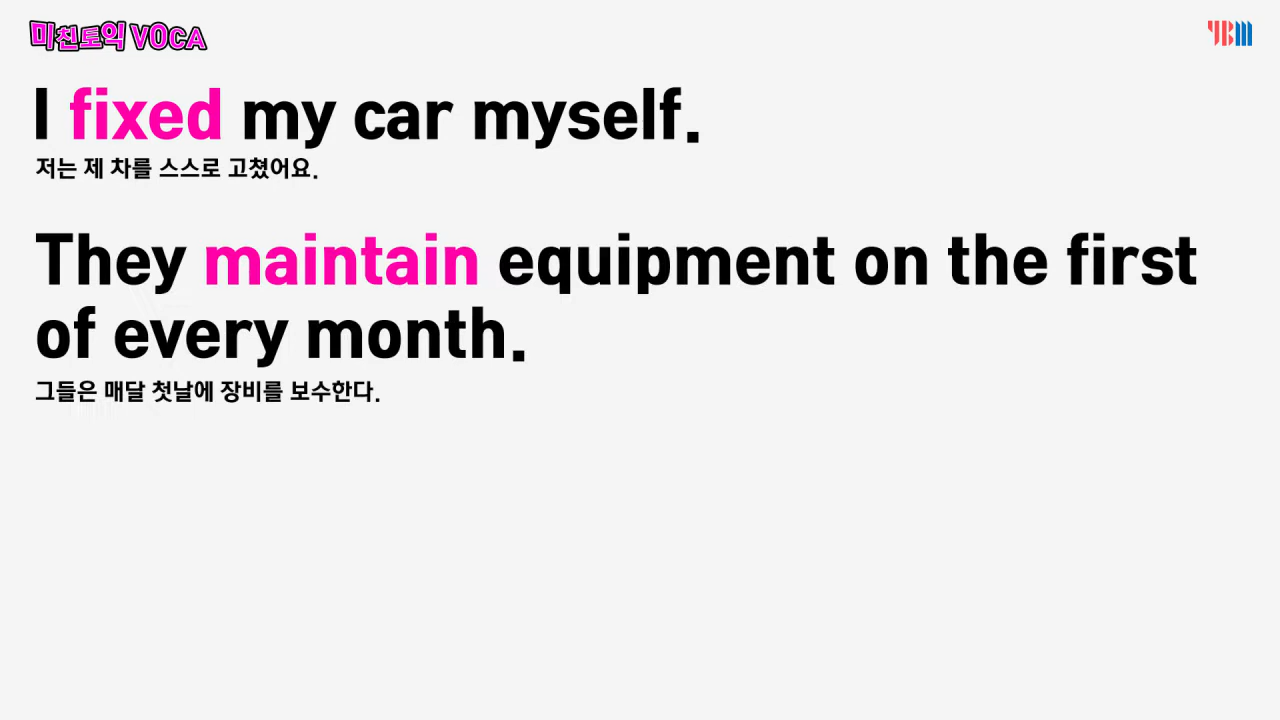 미친토익 VOCA
YBM
I fixed my car myself.
저는 제 차를 스스로 고쳤어요.
They maintain equipment on the first
of every month.
그들은 매달 첫날에 장비를 보수한다.